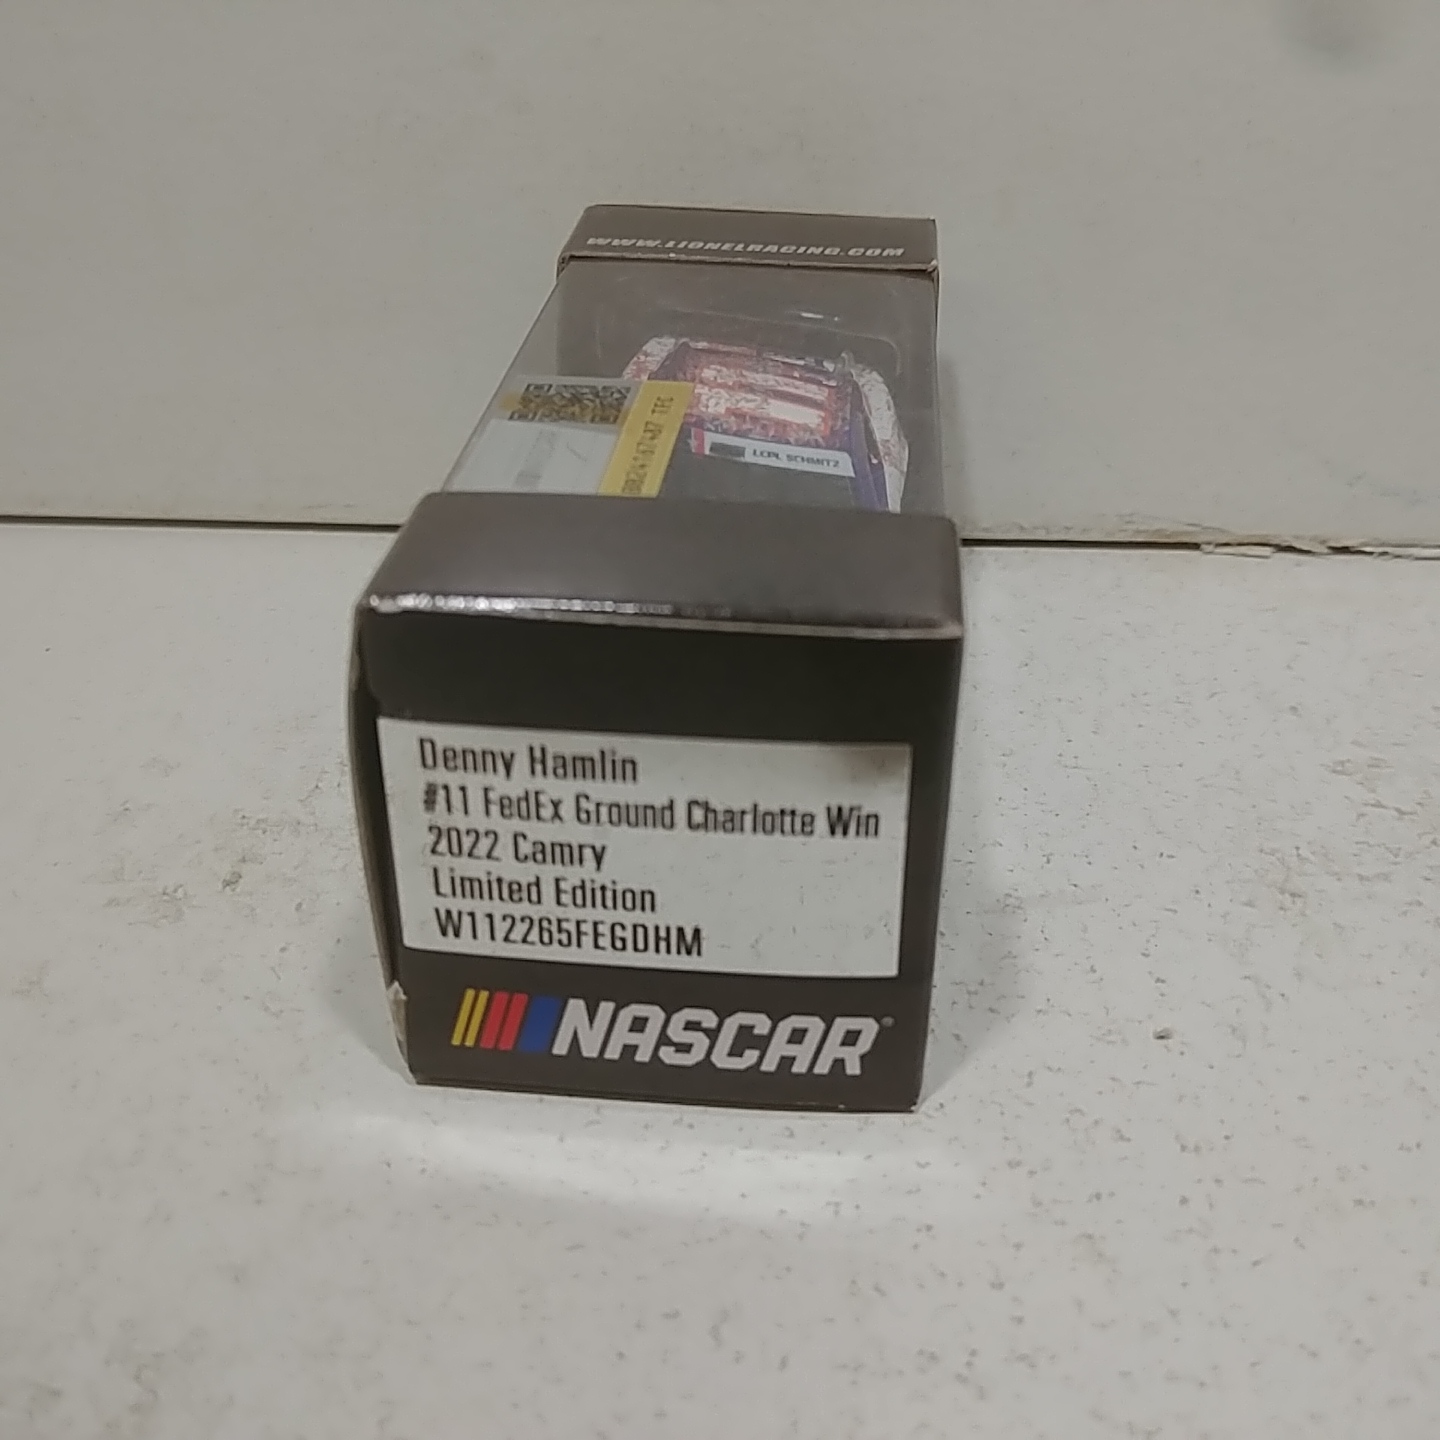 WWW.LIONELRACING.COM
LCPL SCHMITZ
Denny Hamlin
#11 FedEx Ground Charlotte Win
2022 Camry
Limited Edition
W112265FEGDHM
NASCAR